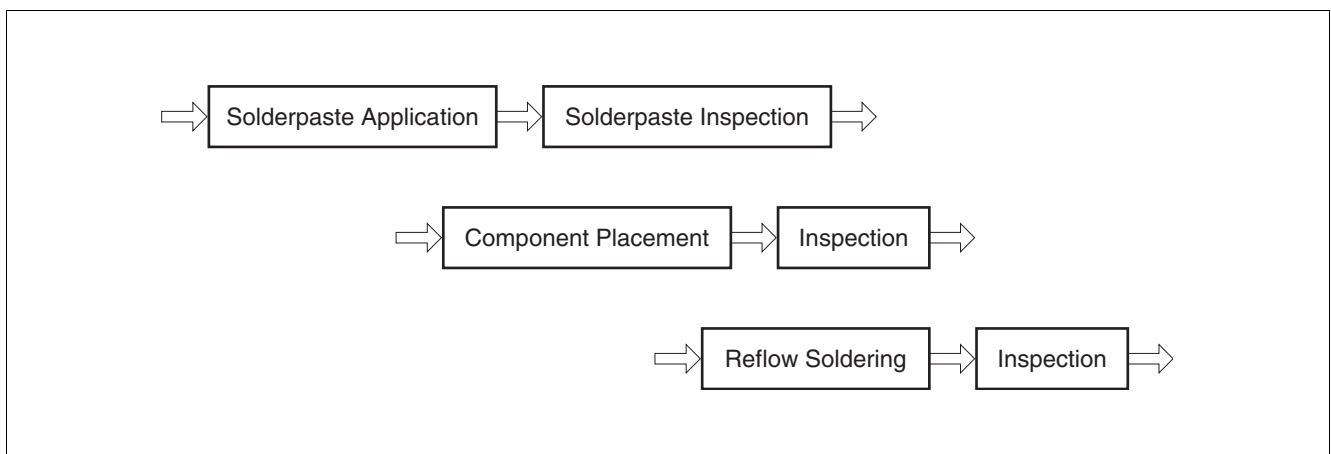 Solderpaste Application
Solderpaste Inspection
Component Placement
Inspection
Reflow Soldering
Inspection